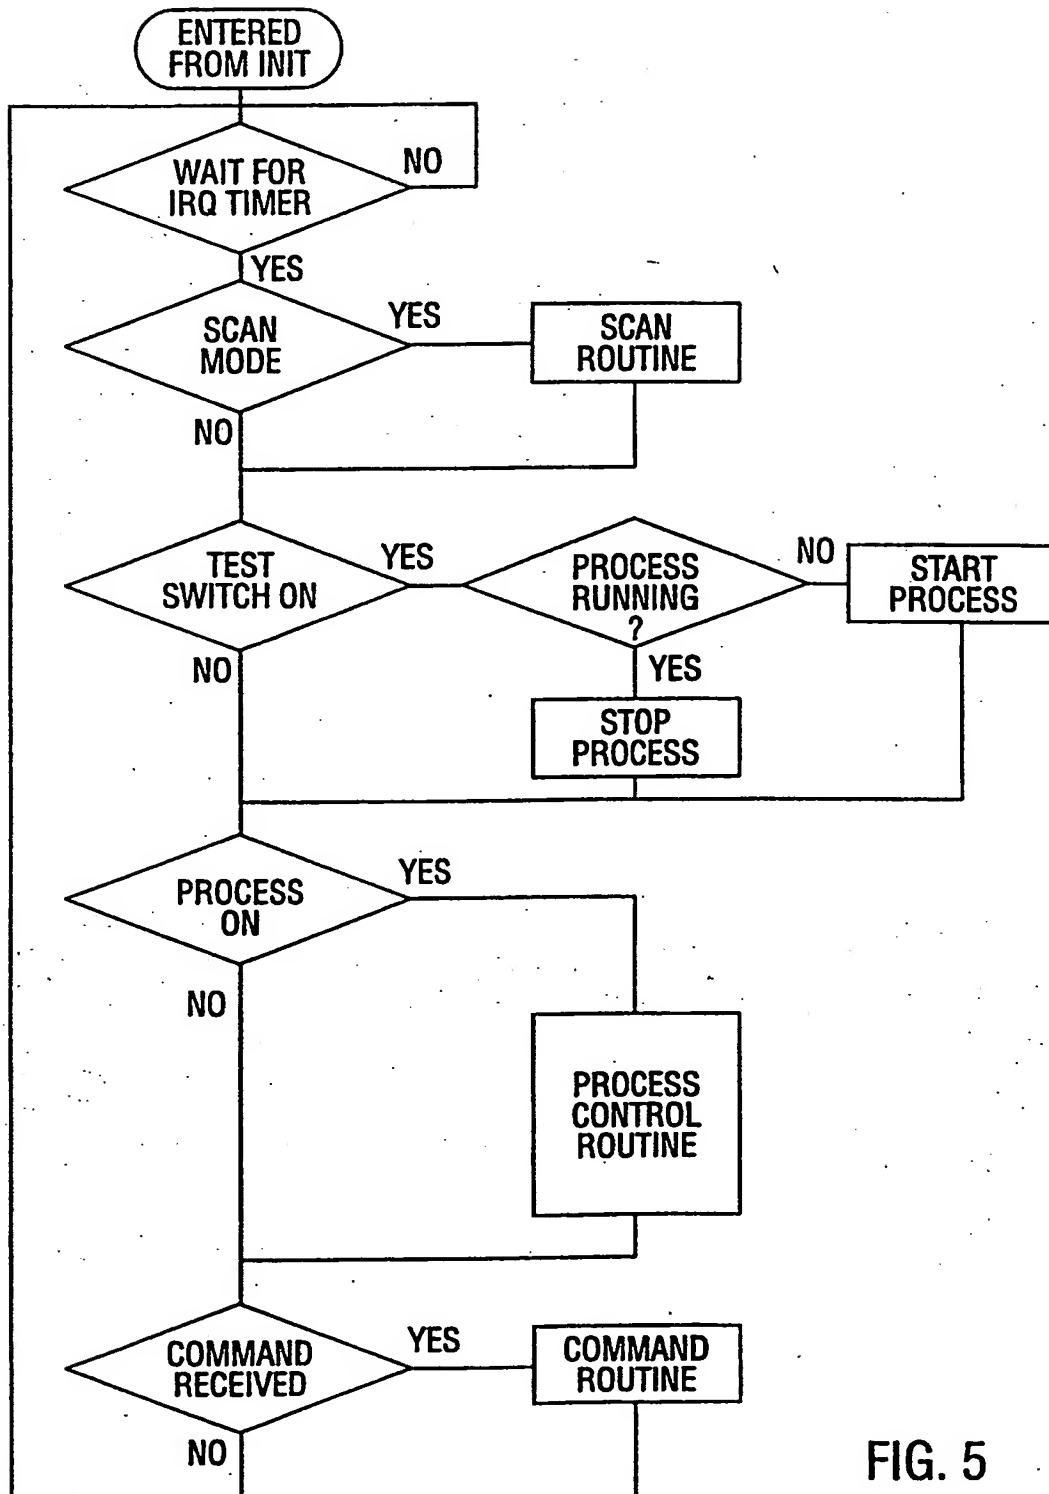 ENTERED
FROM INIT
WAIT FOR
IRQ TIMER
NO
YES
SCAN
MODE
YES
SCAN
ROUTINE
NO
TEST
SWITCH ON
YES
PROCESS
RUNNING
?
NO
START
PROCESS
NO
YES
STOP
PROCESS
PROCESS
ON
YES
NO
PROCESS
CONTROL
ROUTINE
COMMAND
RECEIVED
YES
COMMAND
ROUTINE
NO
FIG. 5